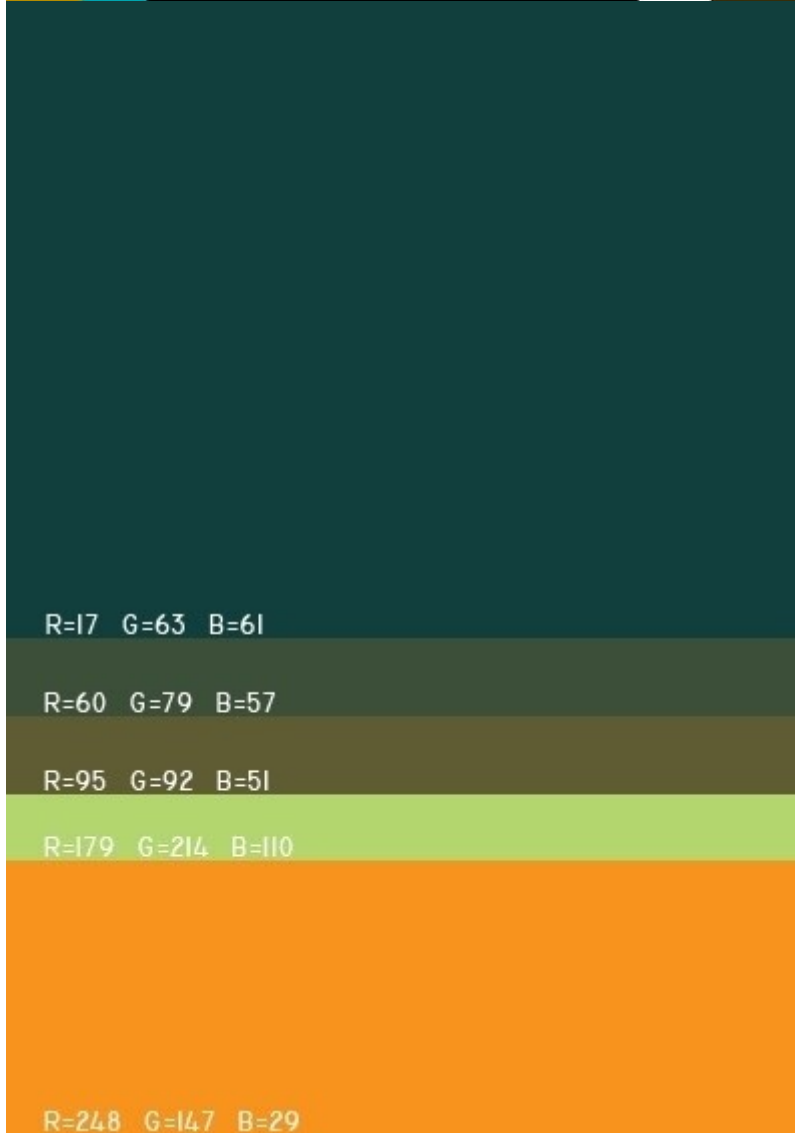 R=17 G=63 B=61
R=60 G=79 B=57
R=95 G=92 B=51
R=179 G=214 B=110
R=248 G=147 B=29